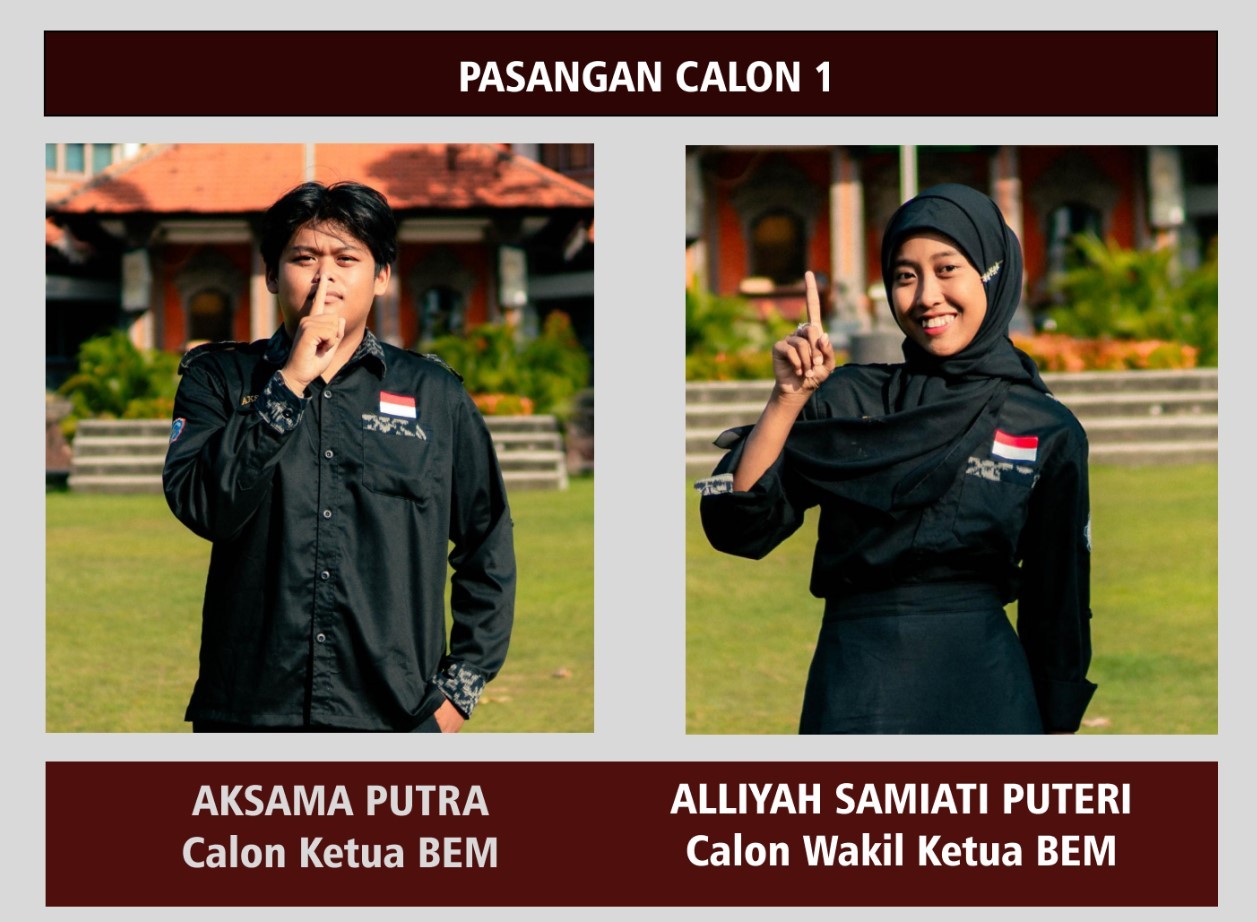 PASANGAN CALON 1
AKSAMA PUTRA
Calon Ketua BEM
ALLIYAH SAMIATI PUTERI
Calon Wakil Ketua BEM